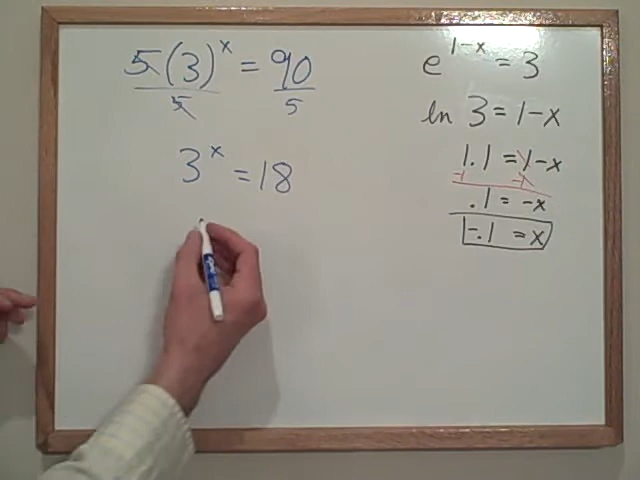 5(3)^x = 90
5 5
3^x = 18
e^{1-x} = 3
ln 3 = 1-x
1.1 = 1-x
-1 -1
.1 = -x
-.1 = x